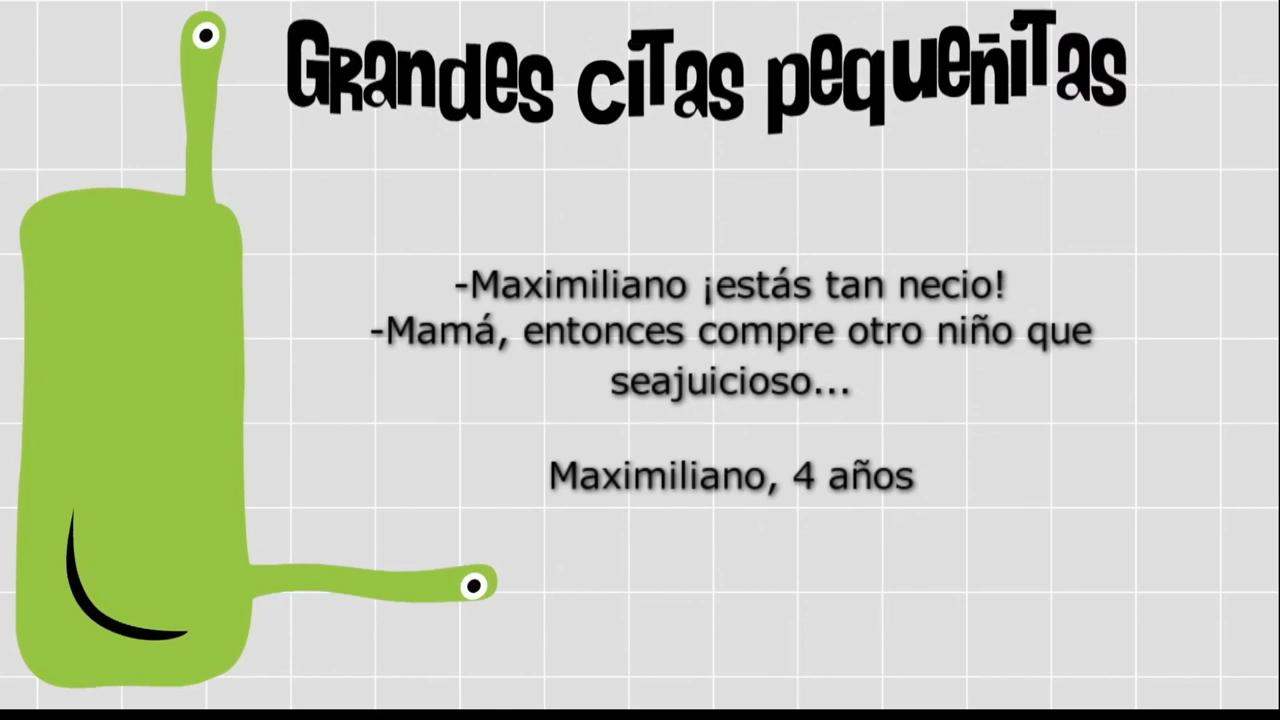 Grandes citas pequeñitas
-Maximiliano ¡estás tan necio!
-Mamá, entonces compre otro niño que
seajuicioso...
Maximiliano, 4 años